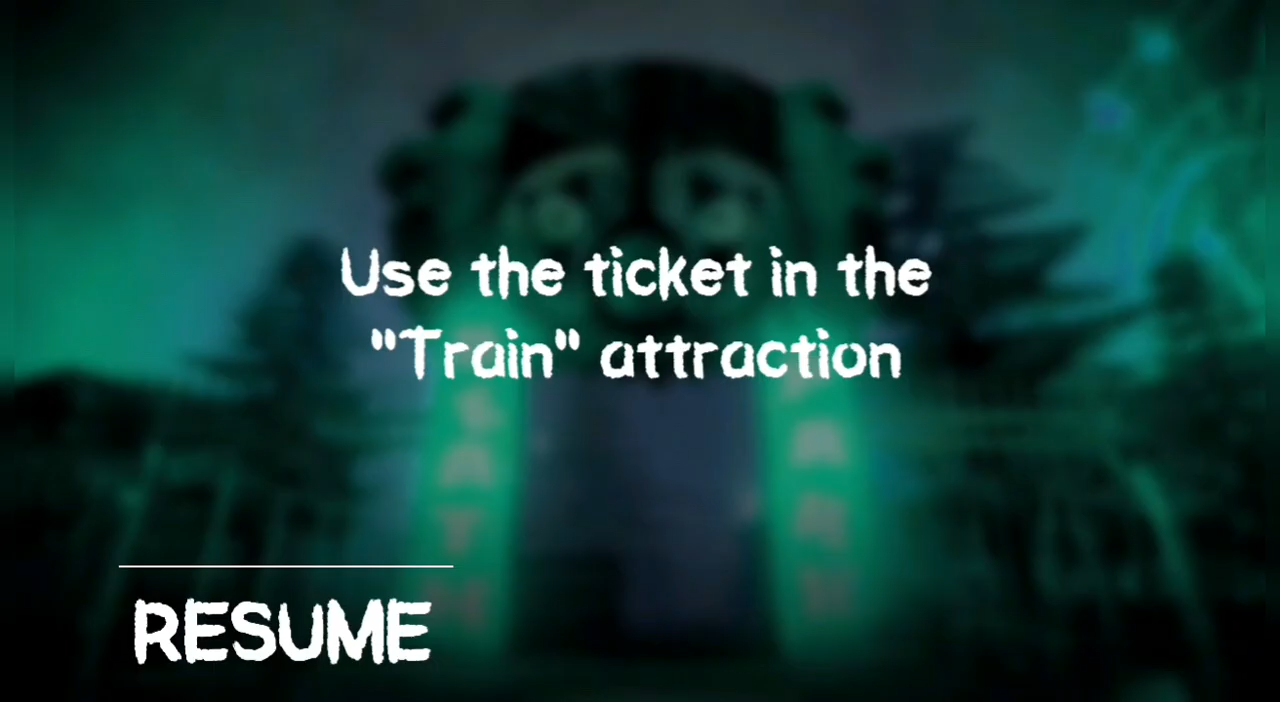 Use the ticket in the
"Train" attraction
RESUME